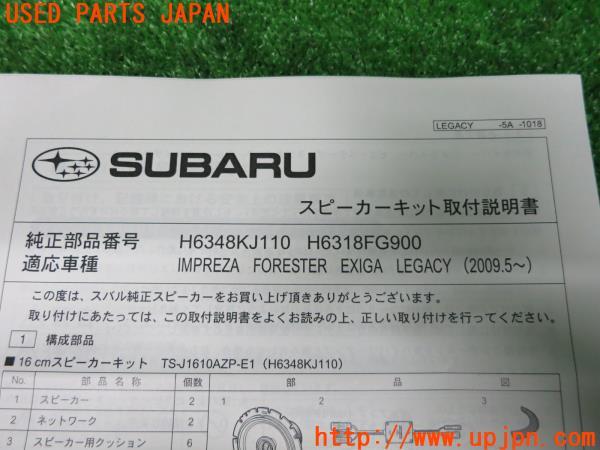 USED PARTS JAPAN
LEGACY -5A -1018
SUBARU
スピーカーキット取付説明書
純正部品番号 H6348KJ110 H6318FG900
適応車種 IMPREZA FORESTER EXIGA LEGACY (2009.5〜)
この度は、スバル純正スピーカーをお買い上げ頂きありがとうございます。
取り付けにあたっては、この取付説明書をよくお読みの上、正しい取り付けを行ってください。
1 構成部品
■16cmスピーカーキット TS-J1610AZP-E1 (H6348KJ110)
No. 部品名称 個数 部品図
1 スピーカー 2 1 2 3
2 ネットワーク 2
3 スピーカー用クッション 6
http://www.upjpn.com